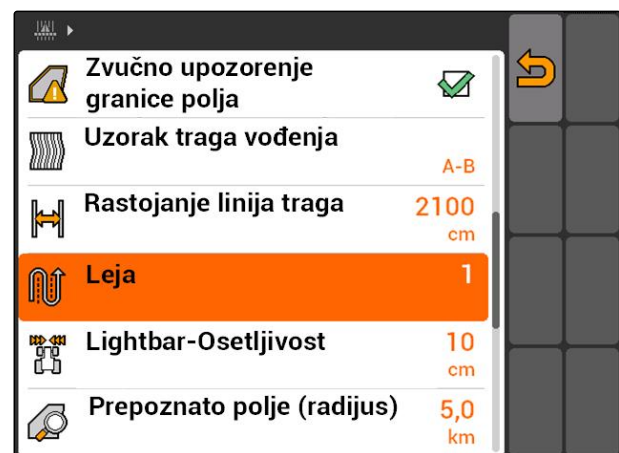 Zvučno upozorenje
granice polja
Uzorak traga vođenja
A-B
Rastojanje linija traga
2100
cm
Leja
1
Lightbar-Osetljivost
10
cm
Prepoznato polje (radijus)
5,0
km